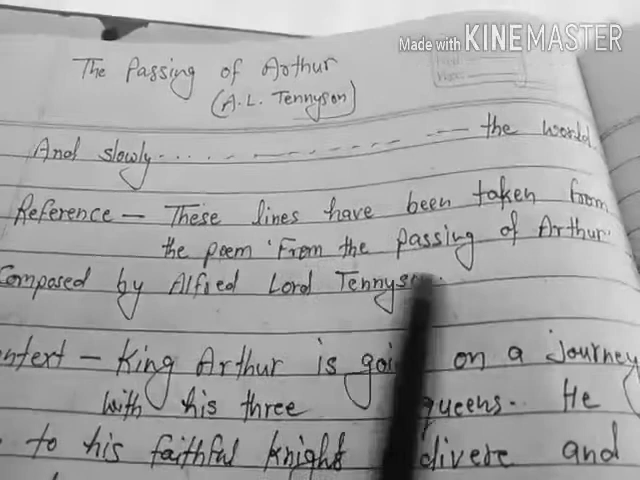 Made with KINEMASTER
The Passing of Arthur
(A.L. Tennyson)
And slowly..... - - - - - - - - the world.
Reference - These lines have been taken from
the poem 'From the passing of Arthur.
Composed by Alfred Lord Tennyson.
ntext - King Arthur is goi on a journey
with his three queens. He
to his faithful knight divere and